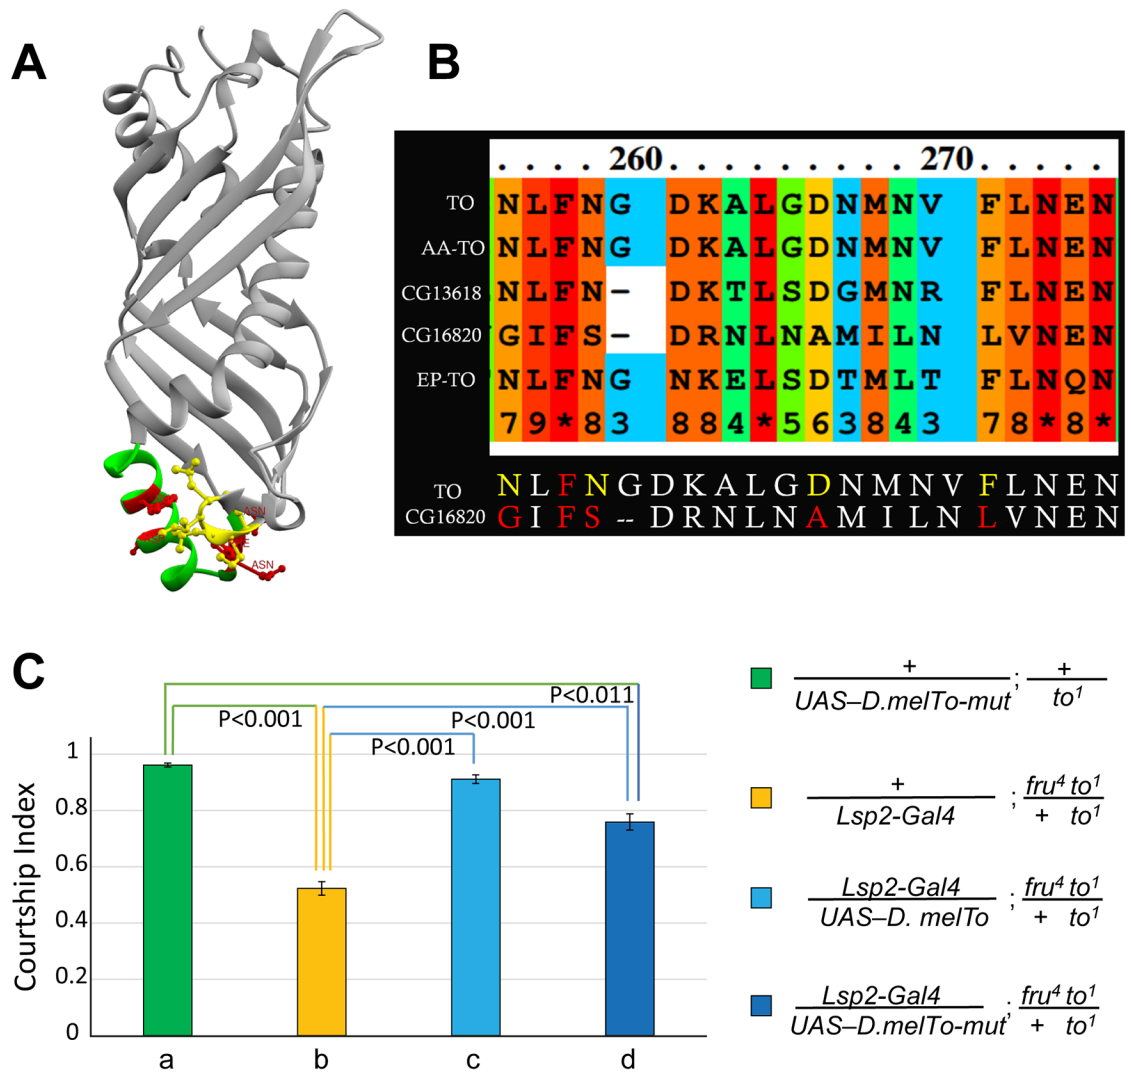 A
ASN
E
ASN
B
. . . . 260 . . . . . . . . . 270 . . . . .
TO N L F N G D K A L G D N M N V F L N E N
AA-TO N L F N G D K A L G D N M N V F L N E N
CG13618 N L F N – D K T L S D G M N R F L N E N
CG16820 G I F S – D R N L N A M I L N L V N E N
EP-TO N L F N G N K E L S D T M L T F L N Q N
7 9 * 8 3 8 8 4 * 5 6 3 8 4 3 7 8 * 8 *
TO N L F N G D K A L G D N M N V F L N E N
CG16820 G I F S -- D R N L N A M I L N L V N E N
C
P<0.011
P<0.001
P<0.001
P<0.001
Courtship Index
1
0.8
0.6
0.4
0.2
0
a b c d
+ ; +
UAS–D.melTo-mut to1
+ ; fru4 to1
Lsp2-Gal4 + to1
Lsp2-Gal4 ; fru4 to1
UAS–D. melTo + to1
Lsp2-Gal4 ; fru4 to1
UAS–D.melTo-mut + to1